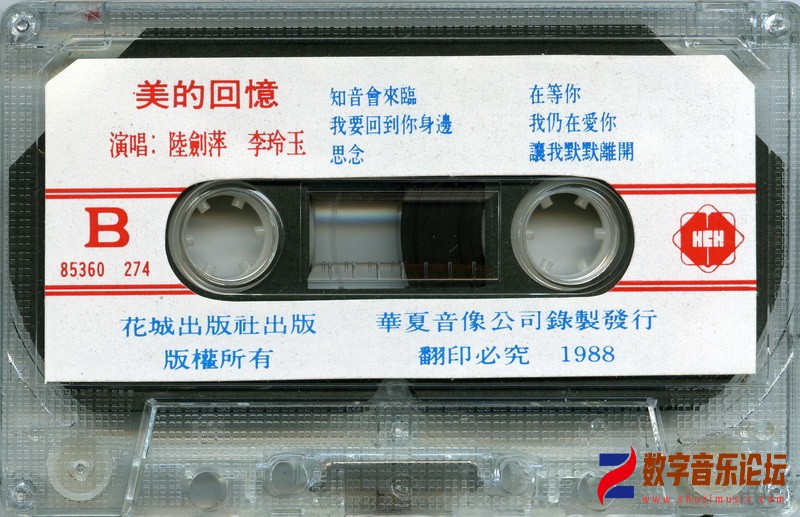 美的回憶
演唱：陸劍萍 李玲玉
知音會來臨
我要回到你身邊
思念
在等你
我仍在愛你
讓我默默離開
B
85360 274
HEH
花城出版社出版
版權所有
華夏音像公司錄製發行
翻印必究 1988
数字音乐论坛
www.shuzimusic.com